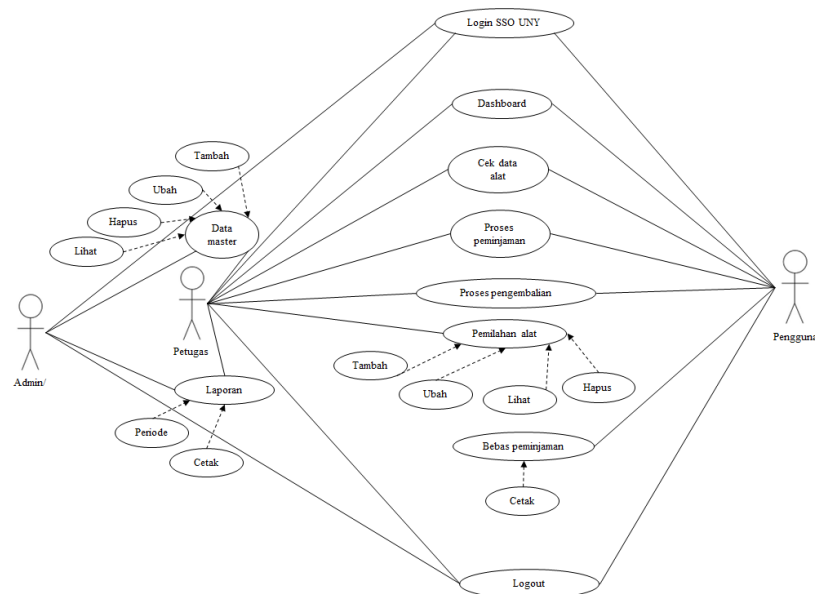 Login SSO UNY
Dashboard
Tambah
Cek data
alat
Ubah
Hapus
Data
master
Lihat
Proses
peminjaman
Proses pengembalian
Pemilahan alat
Pengguna
Petugas
Admin/
Tambah
Ubah
Lihat
Hapus
Laporan
Periode
Cetak
Bebas peminjaman
Cetak
Logout